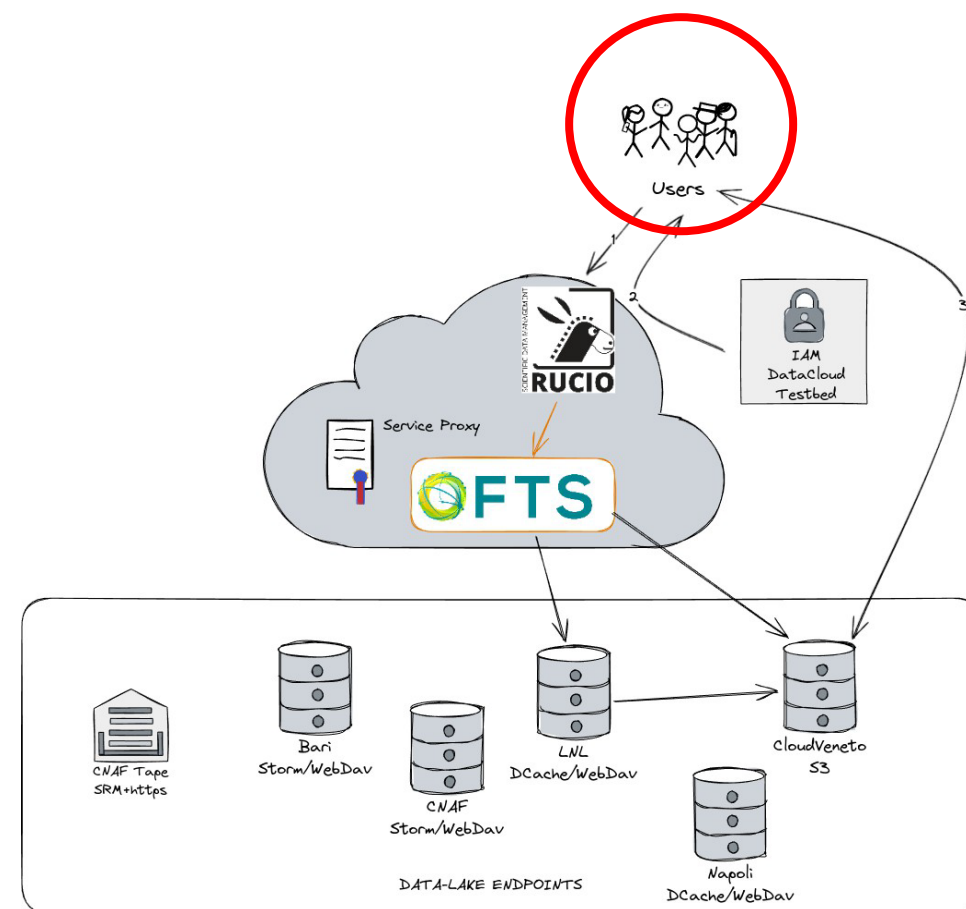 Users
1
2
3
SCIENTIFIC DATA MANAGEMENT
RUCIO
IAM
DataCloud
Testbed
Service Proxy
FTS
Bari
Storm/WebDav
LNL
DCache/WebDav
CloudVeneto
S3
CNAF Tape
SRM+https
CNAF
Storm/WebDav
Napoli
DCache/WebDav
DATA-LAKE ENDPOINTS